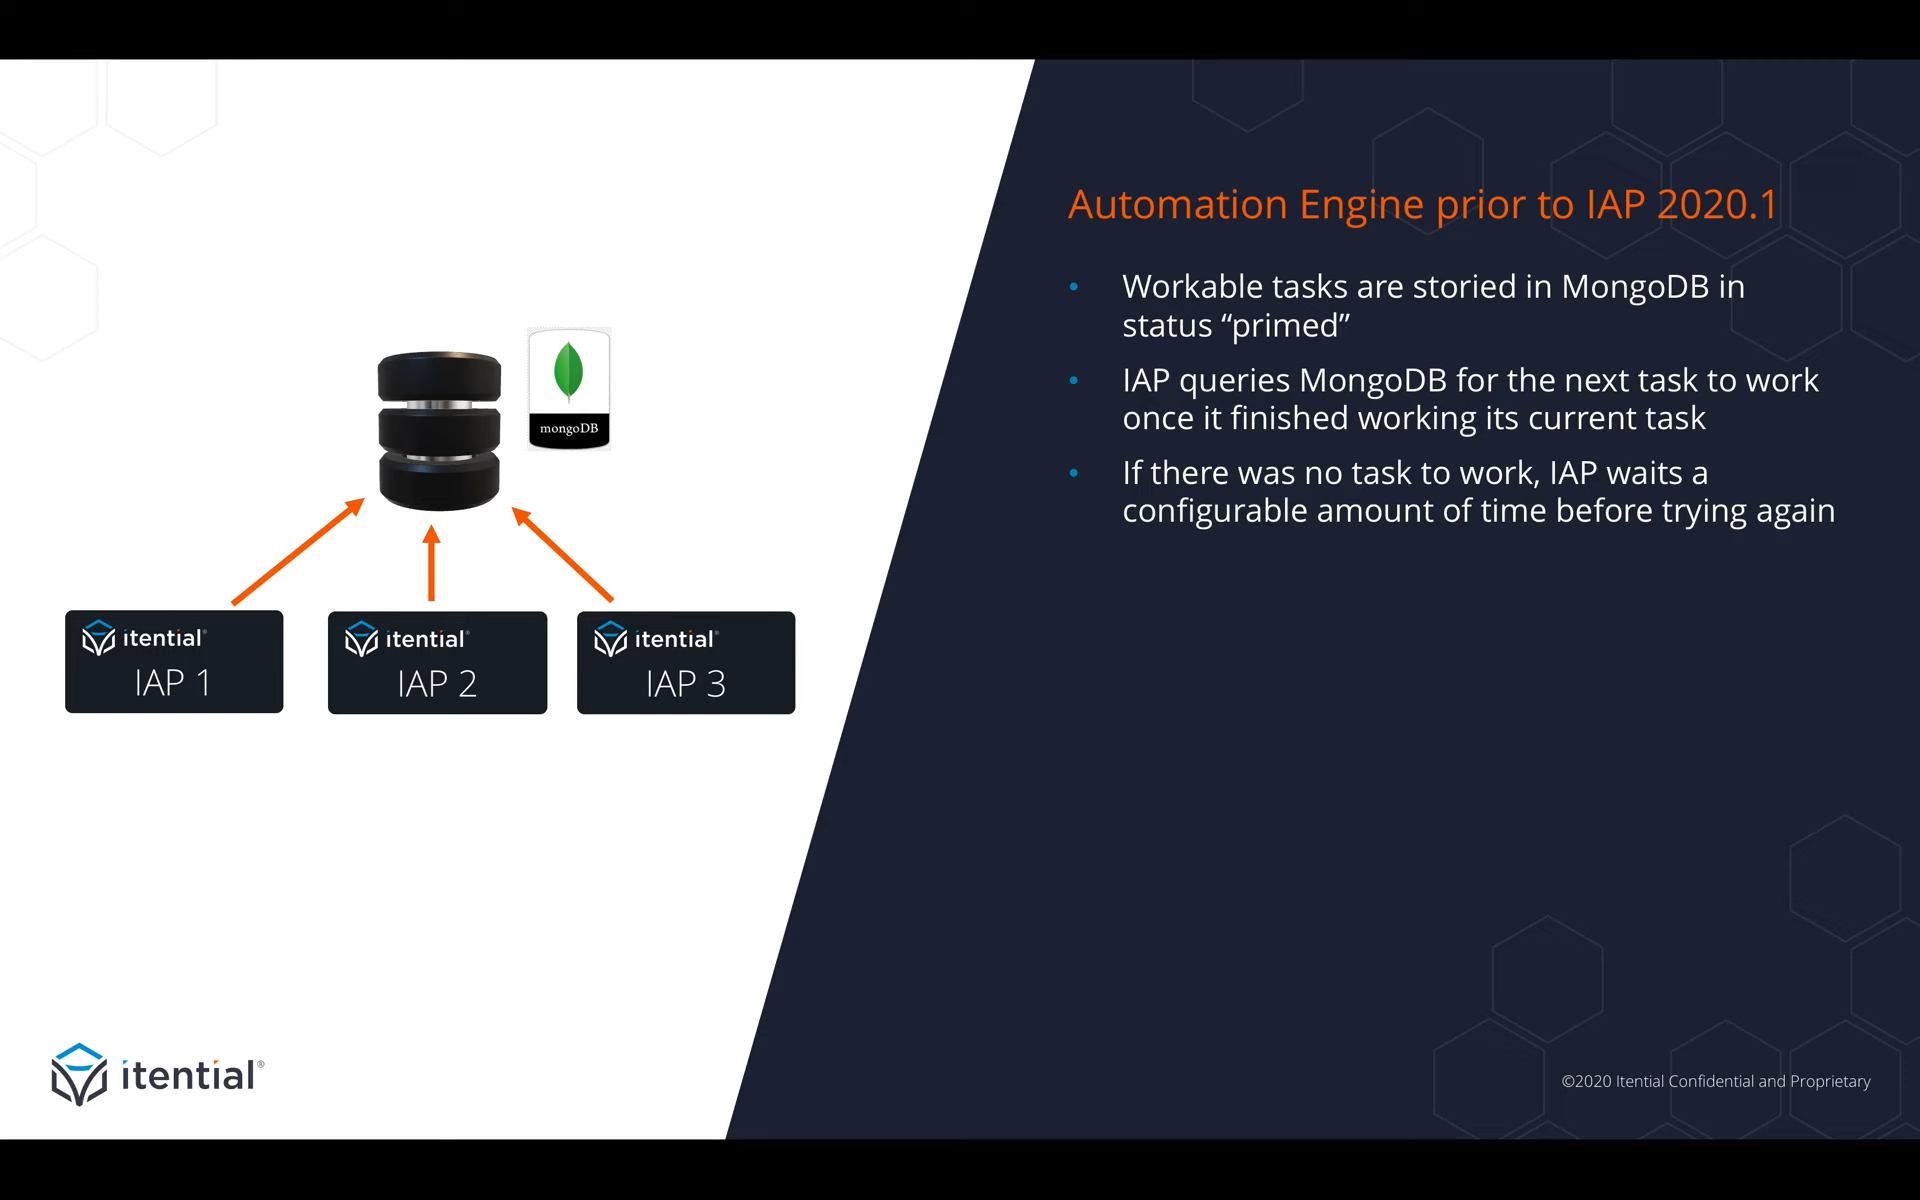 Automation Engine prior to IAP 2020.1
• Workable tasks are storied in MongoDB in
status “primed”
• IAP queries MongoDB for the next task to work
once it finished working its current task
• If there was no task to work, IAP waits a
configurable amount of time before trying again
mongoDB
itential®
IAP 1
itential®
IAP 2
itential®
IAP 3
itential®
©2020 Itential Confidential and Proprietary